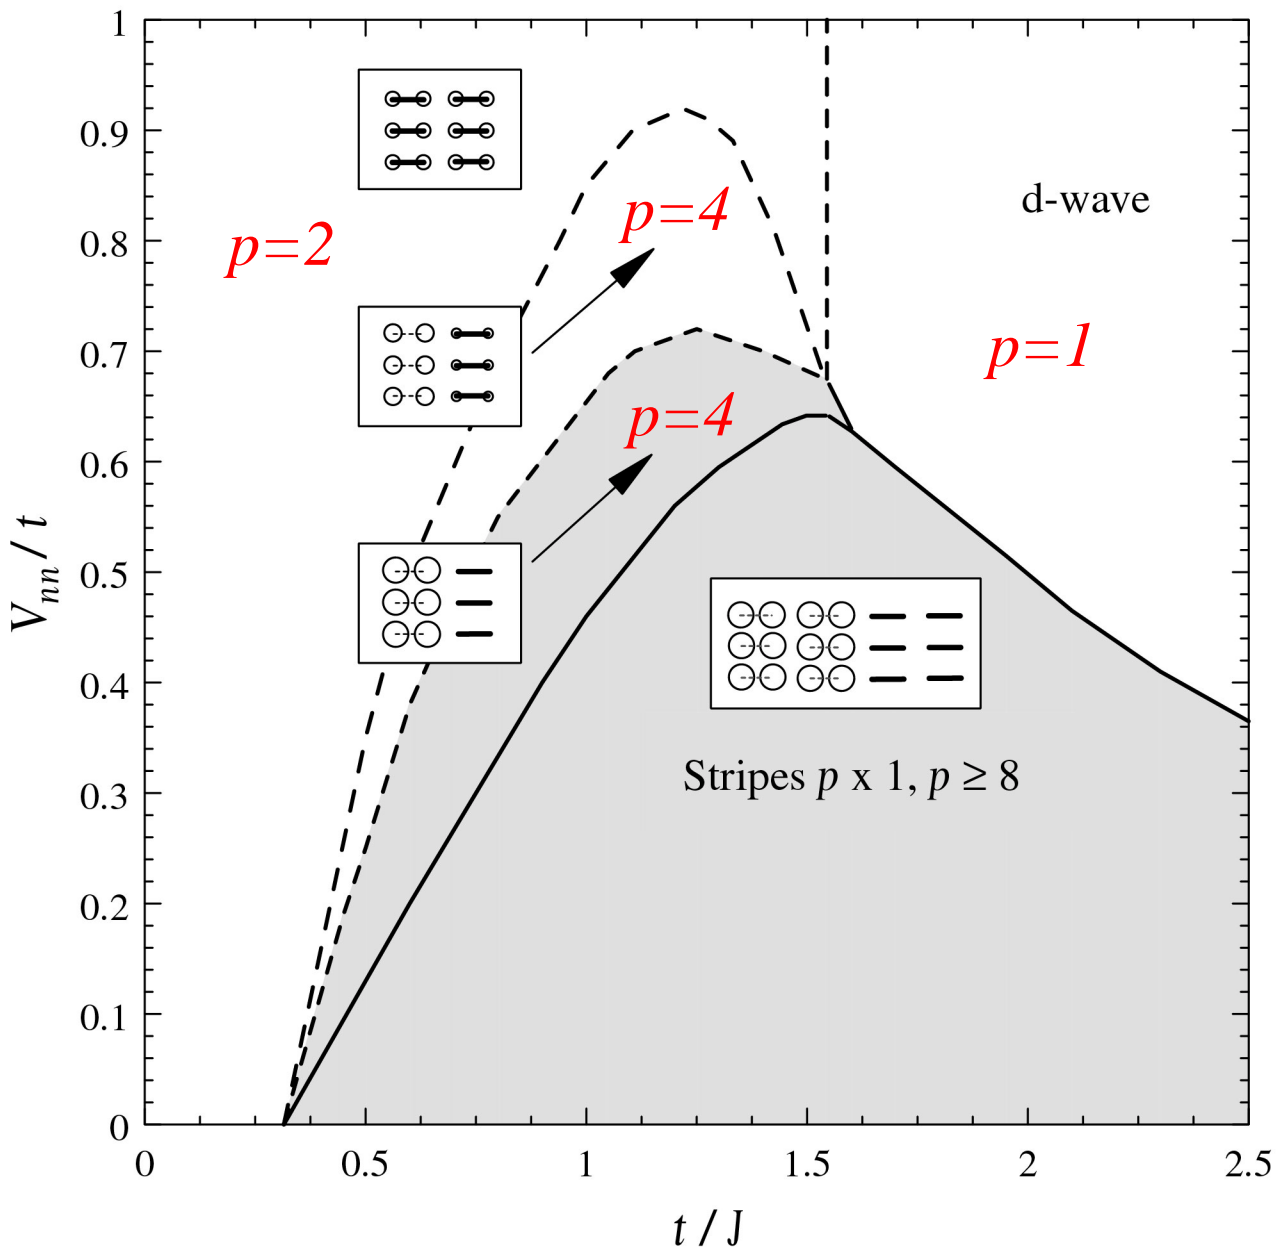 1
0.9
0.8
0.7
0.6
0.5
0.4
0.3
0.2
0.1
0
V_nn / t
d-wave
p=4
p=2
p=1
p=4
Stripes p x 1, p ≥ 8
0 0.5 1 1.5 2 2.5
t / J